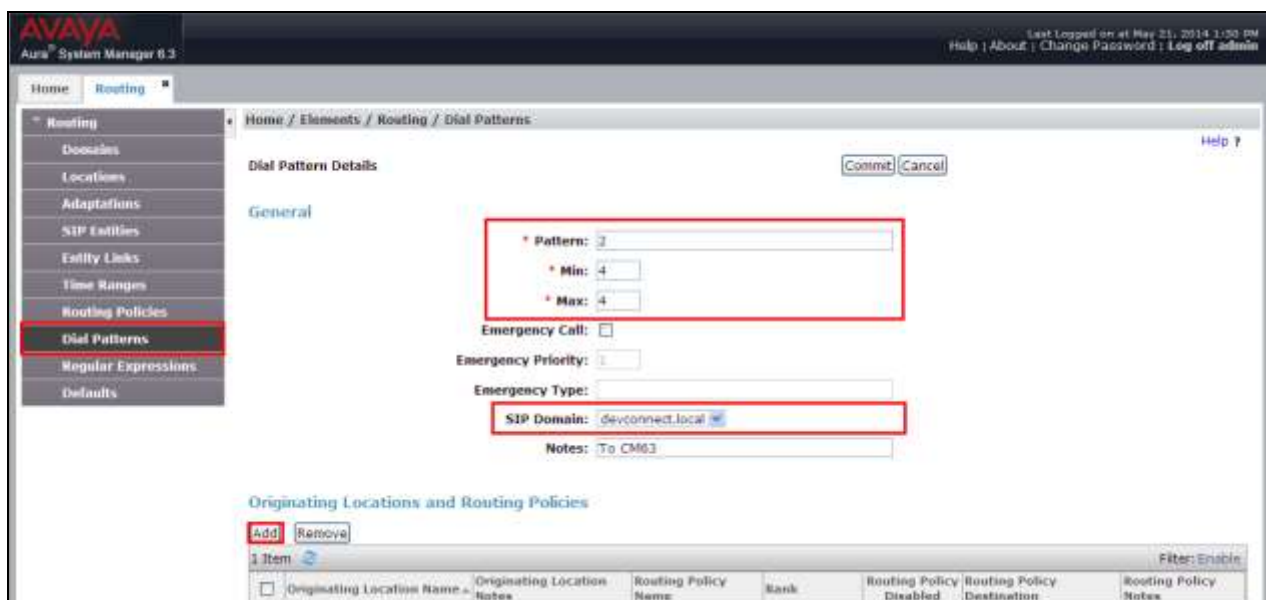 AVAYA
Aura® System Manager 6.3
Last Logged on at May 21, 2014 1:50 PM
Help | About | Change Password | Log off admin
Home Routing ×
Routing
Home / Elements / Routing / Dial Patterns
Help ?
Domains
Locations
Adaptations
SIP Entities
Entity Links
Time Ranges
Routing Policies
Dial Patterns
Regular Expressions
Defaults
Dial Pattern Details
Commit Cancel
General
* Pattern: 2
* Min: 4
* Max: 4
Emergency Call:
Emergency Priority: 1
Emergency Type:
SIP Domain: devconnect.local
Notes: To CM63
Originating Locations and Routing Policies
Add Remove
1 Item
Filter: Enable
Originating Location Name
Originating Location Notes
Routing Policy Name
Rank
Routing Policy Disabled
Routing Policy Destination
Routing Policy Notes